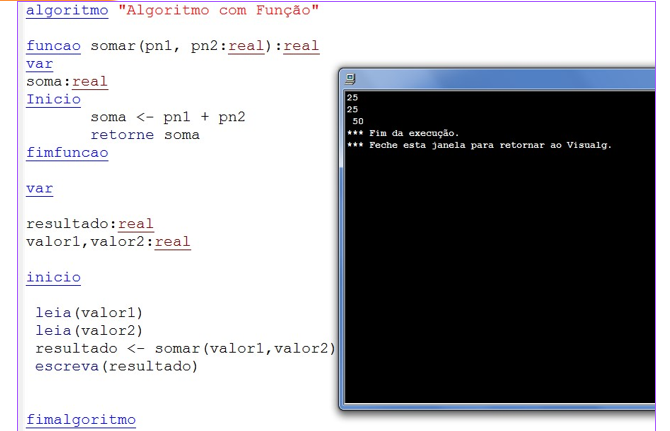 algoritmo "Algoritmo com Função"
funcao somar(pn1, pn2:real):real
var
soma:real
Inicio
soma <- pn1 + pn2
retorne soma
fimfuncao
var
resultado:real
valor1,valor2:real
inicio
leia(valor1)
leia(valor2)
resultado <- somar(valor1,valor2)
escreva(resultado)
fimalgoritmo
25
25
50
*** Fim da execução.
*** Feche esta janela para retornar ao Visualg.